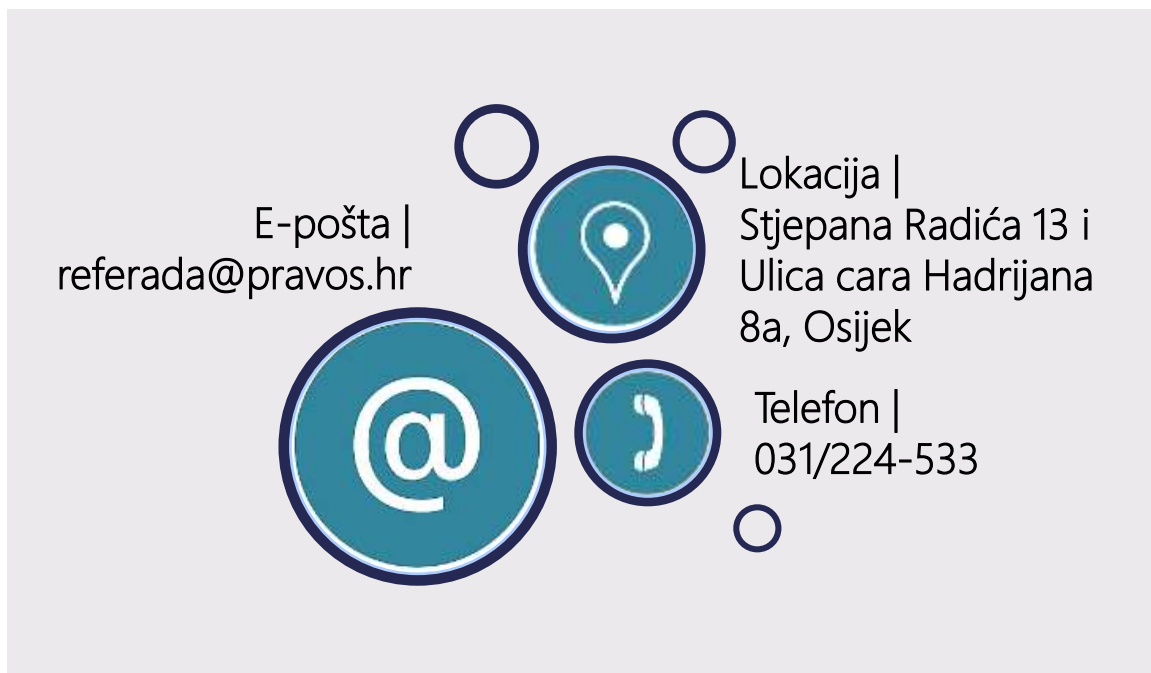 E-pošta |
referada@pravos.hr
@
Lokacija |
Stjepana Radića 13 i
Ulica cara Hadrijana
8a, Osijek
Telefon |
031/224-533